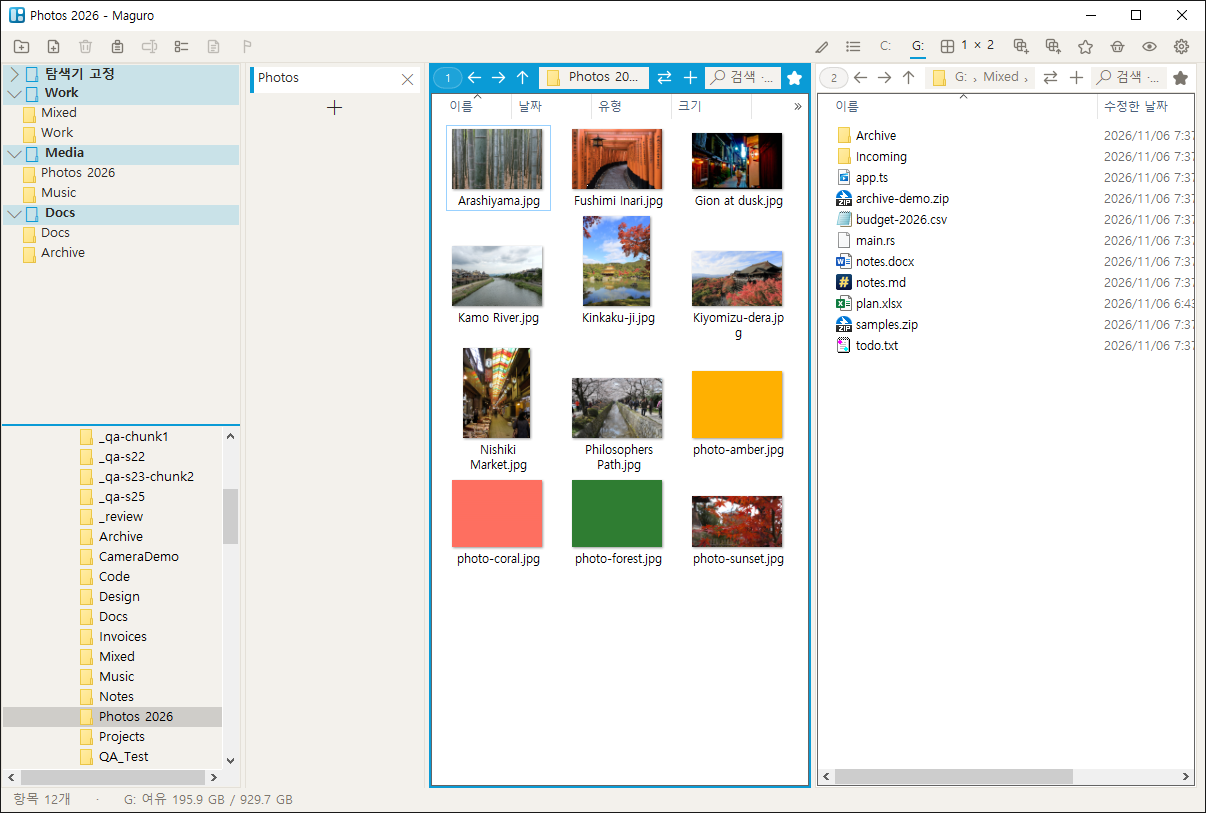 Photos 2026 - Maguro
C: G: 1 × 2
탐색기 고정
Work
Mixed
Work
Media
Photos 2026
Music
Docs
Docs
Archive
_qa-chunk1
_qa-s22
_qa-s23-chunk2
_qa-s25
_review
Archive
CameraDemo
Code
Design
Docs
Invoices
Mixed
Music
Notes
Photos 2026
Projects
QA_Test
Photos
1 Photos 20... 검색 ·...
이름 날짜 유형 크기 »
Arashiyama.jpg Fushimi Inari.jpg Gion at dusk.jpg
Kamo River.jpg Kinkaku-ji.jpg Kiyomizu-dera.jp
g
Nishiki Philosophers photo-amber.jpg
Market.jpg Path.jpg
photo-coral.jpg photo-forest.jpg photo-sunset.jpg
2 G: › Mixed › 검색 ·...
이름 수정한 날짜
Archive 2026/11/06 7:37
Incoming 2026/11/06 7:37
app.ts 2026/11/06 7:37
archive-demo.zip 2026/11/06 7:37
budget-2026.csv 2026/11/06 7:37
main.rs 2026/11/06 7:37
notes.docx 2026/11/06 7:37
notes.md 2026/11/06 7:37
plan.xlsx 2026/11/06 6:43
samples.zip 2026/11/06 7:37
todo.txt 2026/11/06 7:37
항목 12개 · G: 여유 195.9 GB / 929.7 GB